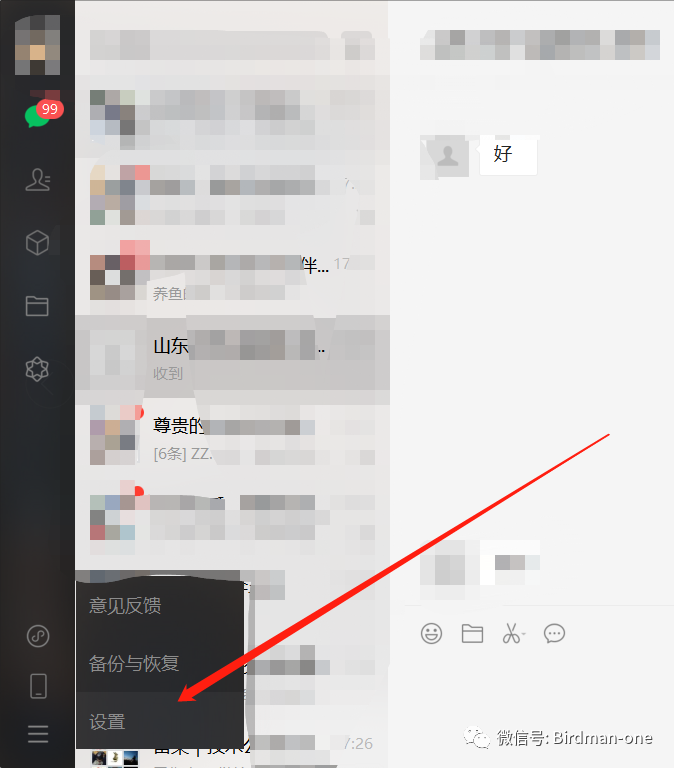 99
好
伴... 17
养鱼
山东 ..
收到
尊贵的
[6条] ZZ.
意见反馈
备份与恢复
设置
7:26
微信号: Birdman-one